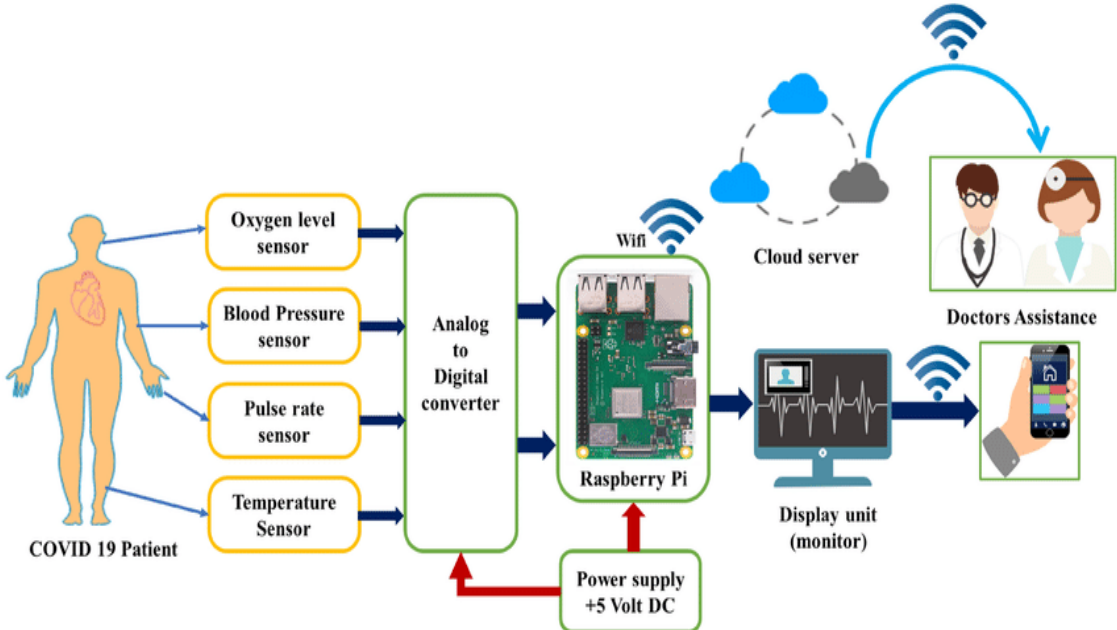 Oxygen level
sensor
Blood Pressure
sensor
Pulse rate
sensor
Temperature
Sensor
COVID 19 Patient
Analog
to
Digital
converter
Wifi
Raspberry Pi
Power supply
+5 Volt DC
Cloud server
Doctors Assistance
Display unit
(monitor)